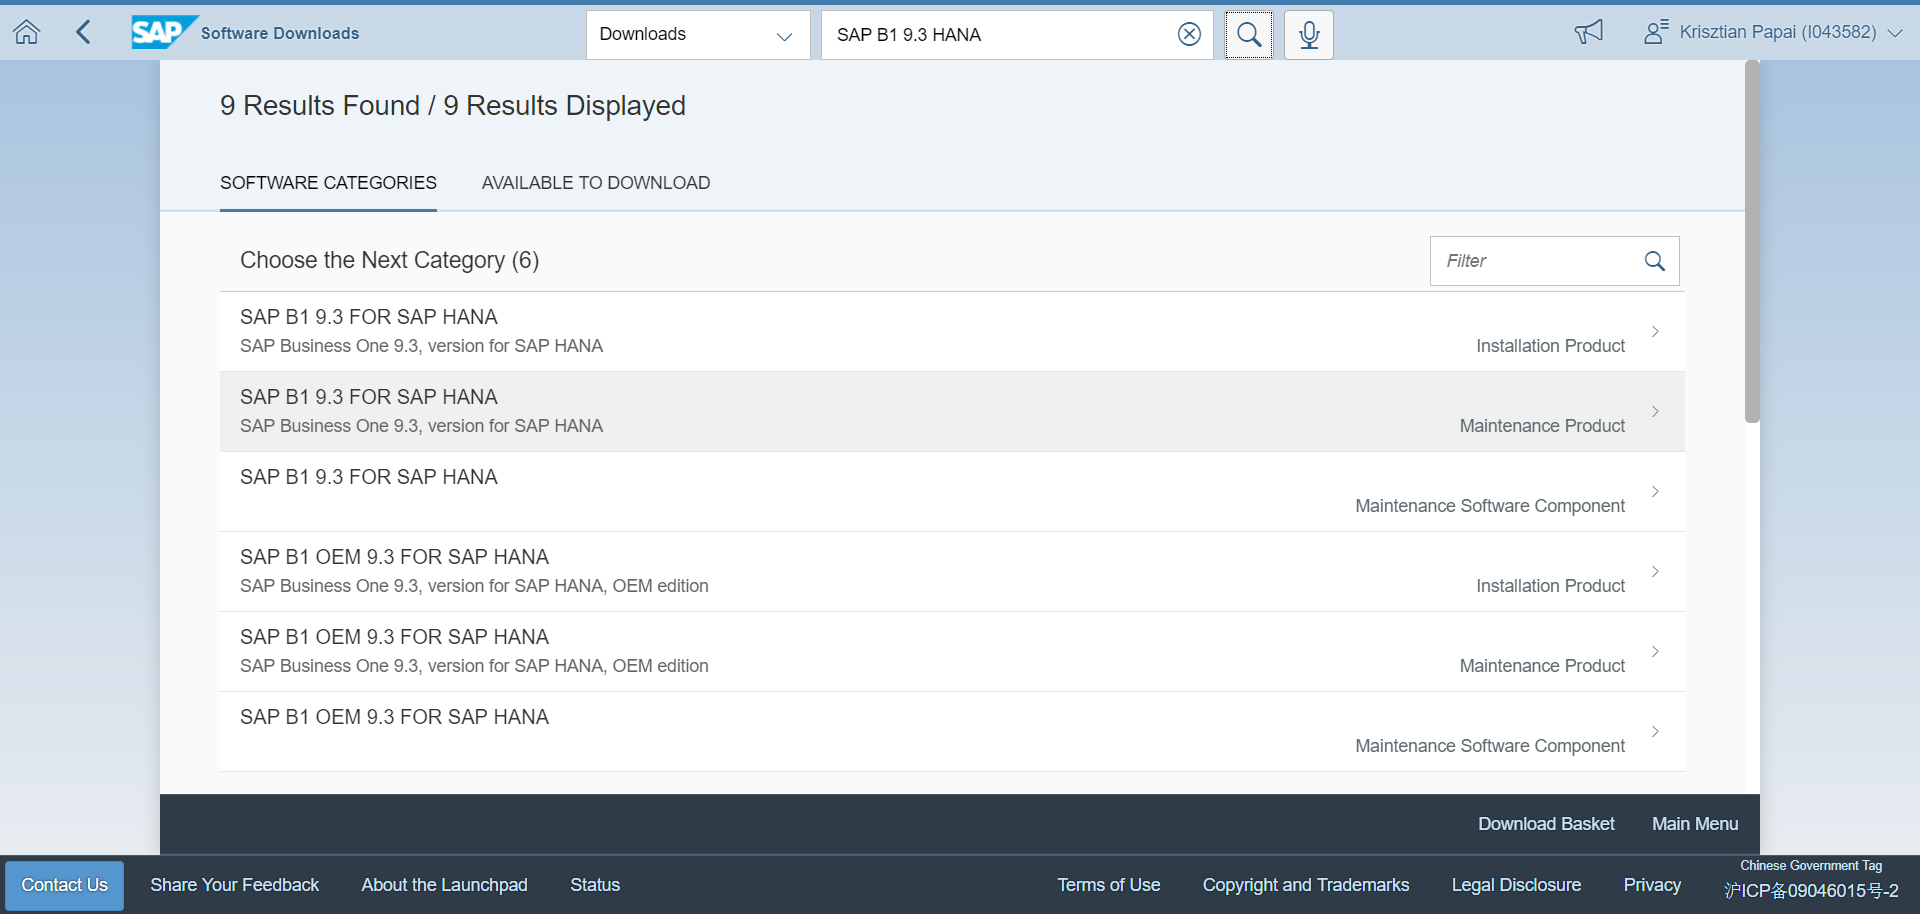 SAP Software Downloads
Downloads
SAP B1 9.3 HANA
Krisztian Papai (I043582)
9 Results Found / 9 Results Displayed
SOFTWARE CATEGORIES
AVAILABLE TO DOWNLOAD
Choose the Next Category (6)
Filter
SAP B1 9.3 FOR SAP HANA
SAP Business One 9.3, version for SAP HANA
Installation Product
SAP B1 9.3 FOR SAP HANA
SAP Business One 9.3, version for SAP HANA
Maintenance Product
SAP B1 9.3 FOR SAP HANA
Maintenance Software Component
SAP B1 OEM 9.3 FOR SAP HANA
SAP Business One 9.3, version for SAP HANA, OEM edition
Installation Product
SAP B1 OEM 9.3 FOR SAP HANA
SAP Business One 9.3, version for SAP HANA, OEM edition
Maintenance Product
SAP B1 OEM 9.3 FOR SAP HANA
Maintenance Software Component
Download Basket
Main Menu
Contact Us
Share Your Feedback
About the Launchpad
Status
Terms of Use
Copyright and Trademarks
Legal Disclosure
Privacy
Chinese Government Tag
沪ICP备09046015号-2